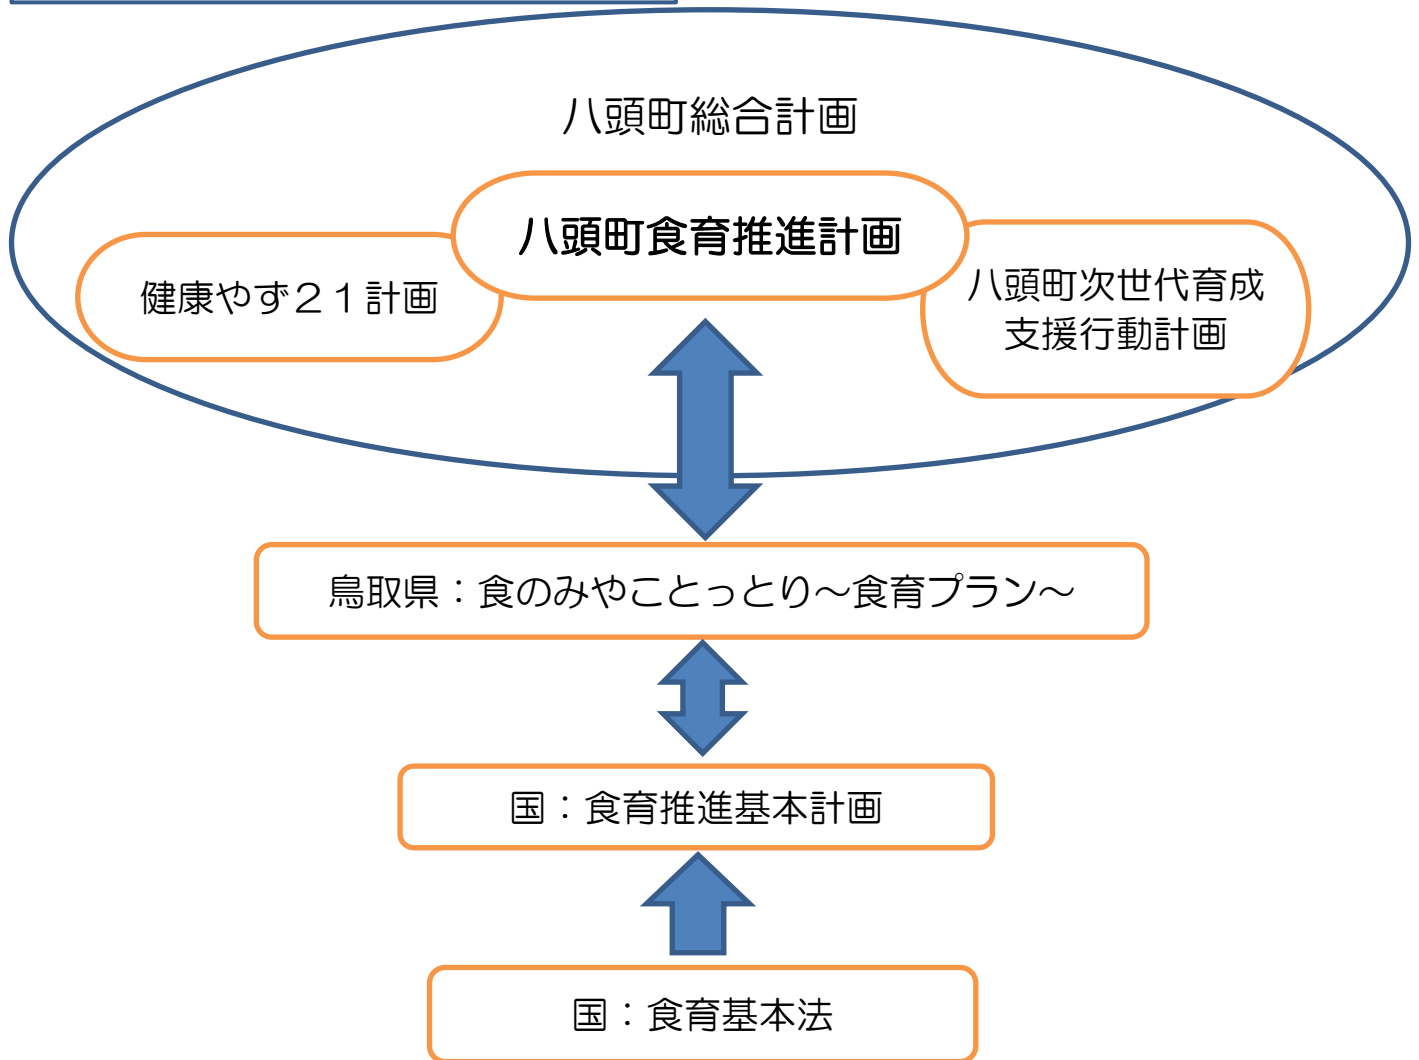 八頭町総合計画
八頭町食育推進計画
健康やず２１計画
八頭町次世代育成
支援行動計画
鳥取県：食のみやことっとり～食育プラン～
国：食育推進基本計画
国：食育基本法